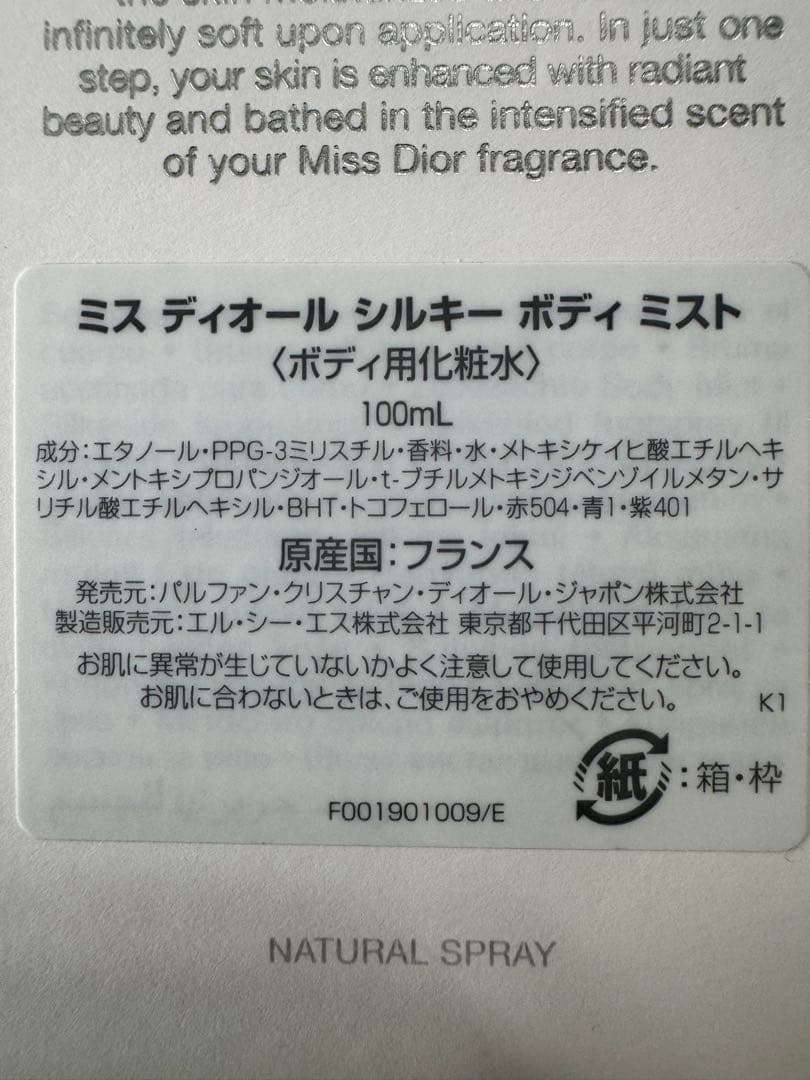 infinitely soft upon application. In just one
step, your skin is enhanced with radiant
beauty and bathed in the intensified scent
of your Miss Dior fragrance.
ミス ディオール シルキー ボディ ミスト
〈ボディ用化粧水〉
100mL
成分:エタノール・PPG-3ミリスチル・香料・水・メトキシケイヒ酸エチルヘキ
シル・メントキシプロパンジオール・t-ブチルメトキシジベンゾイルメタン・サ
リチル酸エチルヘキシル・BHT・トコフェロール・赤504・青1・紫401
原産国:フランス
発売元:パルファン・クリスチャン・ディオール・ジャポン株式会社
製造販売元:エル・シー・エス株式会社 東京都千代田区平河町2-1-1
お肌に異常が生じていないかよく注意して使用してください。
お肌に合わないときは、ご使用をおやめください。 K1
紙:箱・枠
F001901009/E
NATURAL SPRAY